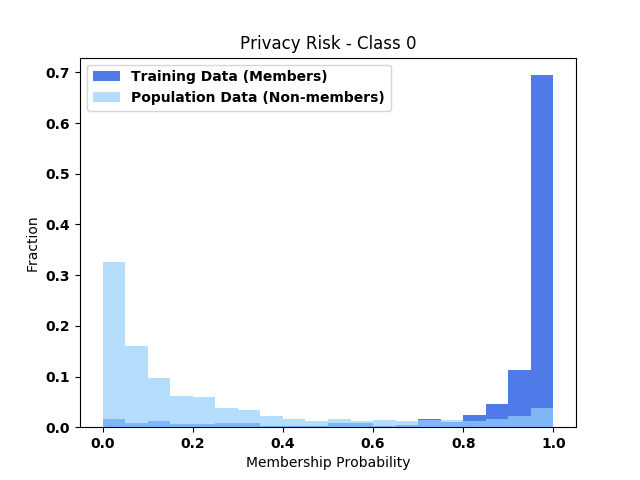 Privacy Risk - Class 0
Training Data (Members)
Population Data (Non-members)
0.7
0.6
0.5
0.4
0.3
0.2
0.1
0.0
Fraction
0.0 0.2 0.4 0.6 0.8 1.0
Membership Probability